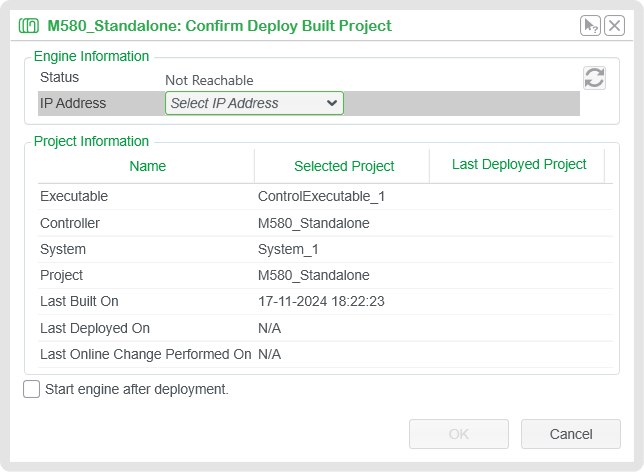 M580_Standalone: Confirm Deploy Built Project
Engine Information
Status Not Reachable
IP Address Select IP Address
Project Information
Name Selected Project Last Deployed Project
Executable ControlExecutable_1
Controller M580_Standalone
System System_1
Project M580_Standalone
Last Built On 17-11-2024 18:22:23
Last Deployed On N/A
Last Online Change Performed On N/A
Start engine after deployment.
OK Cancel